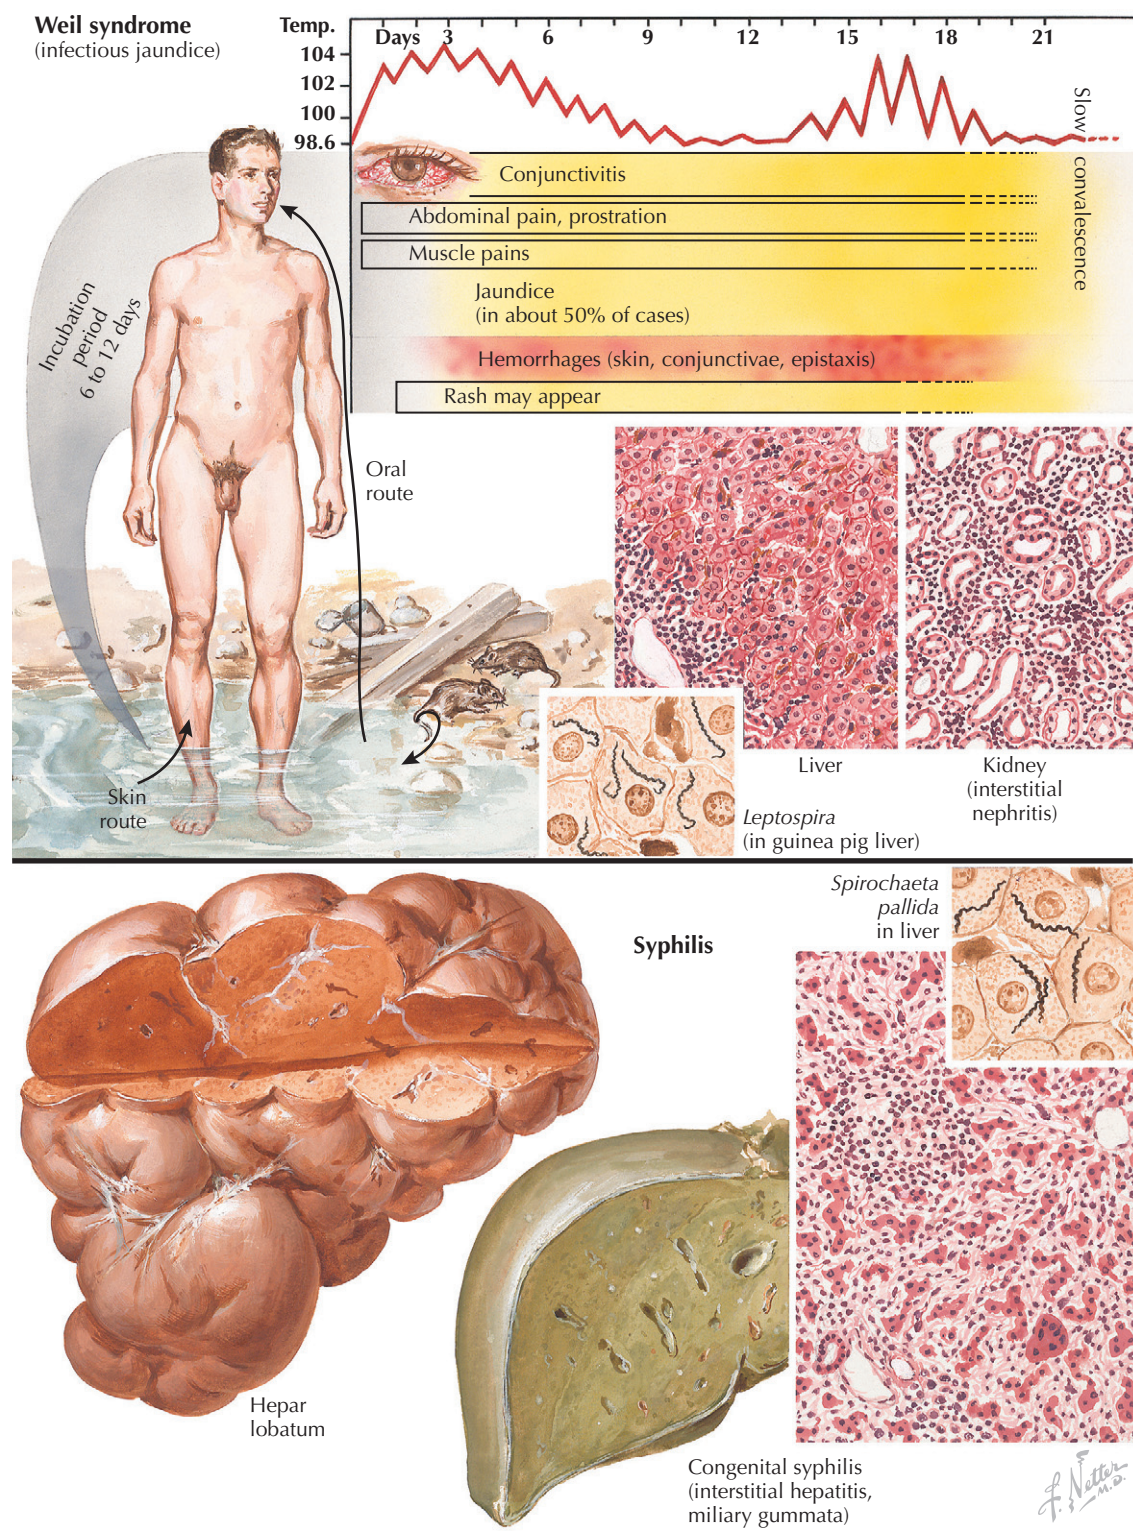 Weil syndrome
(infectious jaundice)
Temp.
Days 3 6 9 12 15 18 21
104
102
100
98.6
Slow convalescence
Conjunctivitis
Abdominal pain, prostration
Muscle pains
Jaundice
(in about 50% of cases)
Hemorrhages (skin, conjunctivae, epistaxis)
Rash may appear
Incubation
period
6 to 12 days
Oral
route
Skin
route
Liver
Kidney
(interstitial
nephritis)
Leptospira
(in guinea pig liver)
Spirochaeta
pallida
in liver
Syphilis
Hepar
lobatum
Congenital syphilis
(interstitial hepatitis,
miliary gummata)
F. Netter
M.D.